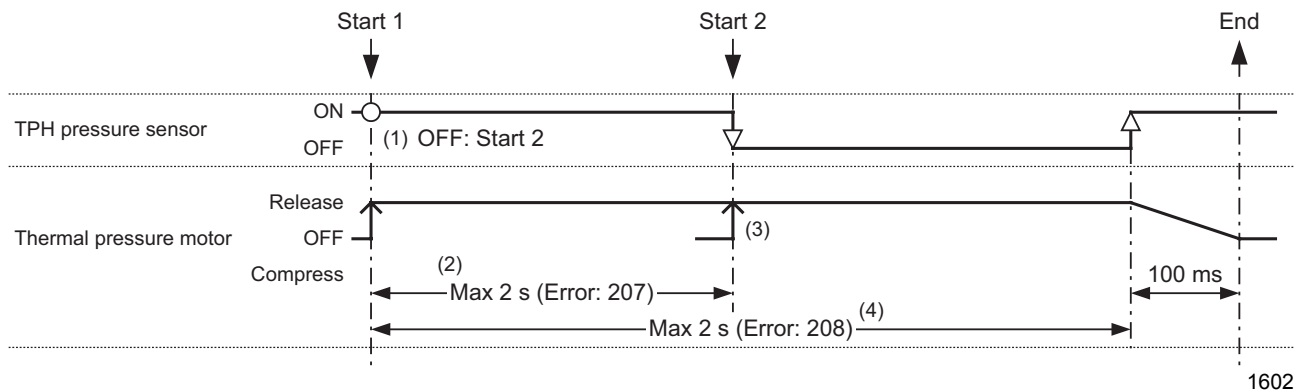 Start 1 Start 2 End
ON
TPH pressure sensor
(1) OFF: Start 2
OFF
Release
Thermal pressure motor
OFF
(3)
Compress
(2)
Max 2 s (Error: 207)
100 ms
Max 2 s (Error: 208)
(4)
1602